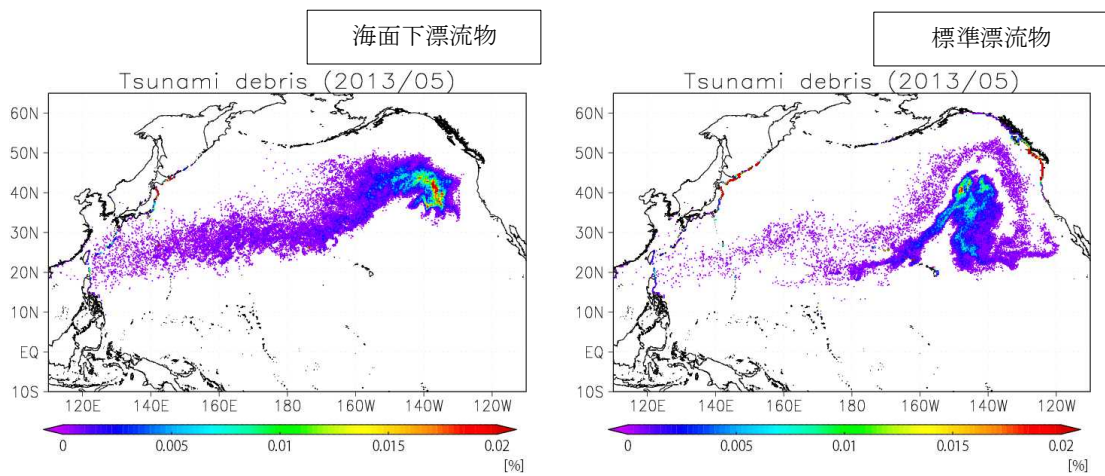 海面下漂流物
Tsunami debris (2013/05)
60N
50N
40N
30N
20N
10N
EQ
10S
120E 140E 160E 180 160W 140W 120W
0 0.005 0.01 0.015 0.02
[%]
標準漂流物
Tsunami debris (2013/05)
60N
50N
40N
30N
20N
10N
EQ
10S
120E 140E 160E 180 160W 140W 120W
0 0.005 0.01 0.015 0.02
[%]